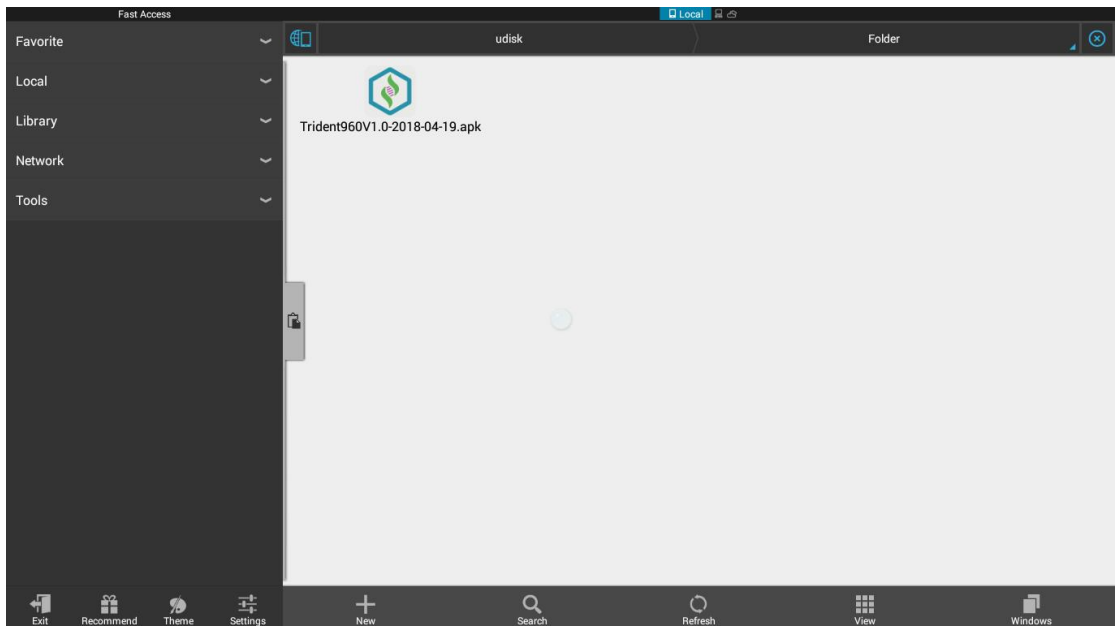 Fast Access
Local
Favorite
Local
Library
Network
Tools
udisk
Folder
Trident960V1.0-2018-04-19.apk
Exit
Recommend
Theme
Settings
New
Search
Refresh
View
Windows